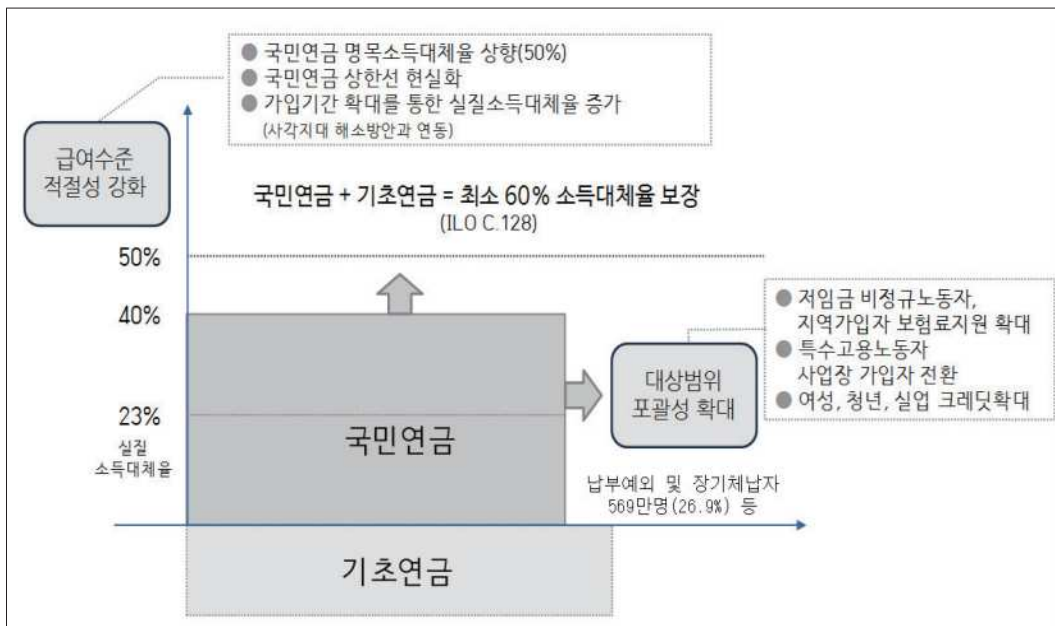 ● 국민연금 명목소득대체율 상향(50%)
● 국민연금 상한선 현실화
● 가입기간 확대를 통한 실질소득대체율 증가
(사각지대 해소방안과 연동)
급여수준
적절성 강화
국민연금 + 기초연금 = 최소 60% 소득대체율 보장
(ILO C.128)
50%
40%
23%
실질
소득대체율
국민연금
● 저임금 비정규노동자,
지역가입자 보험료지원 확대
● 특수고용노동자
사업장 가입자 전환
● 여성, 청년, 실업 크레딧확대
대상범위
포괄성 확대
납부예외 및 장기체납자
569만명(26.9%) 등
기초연금